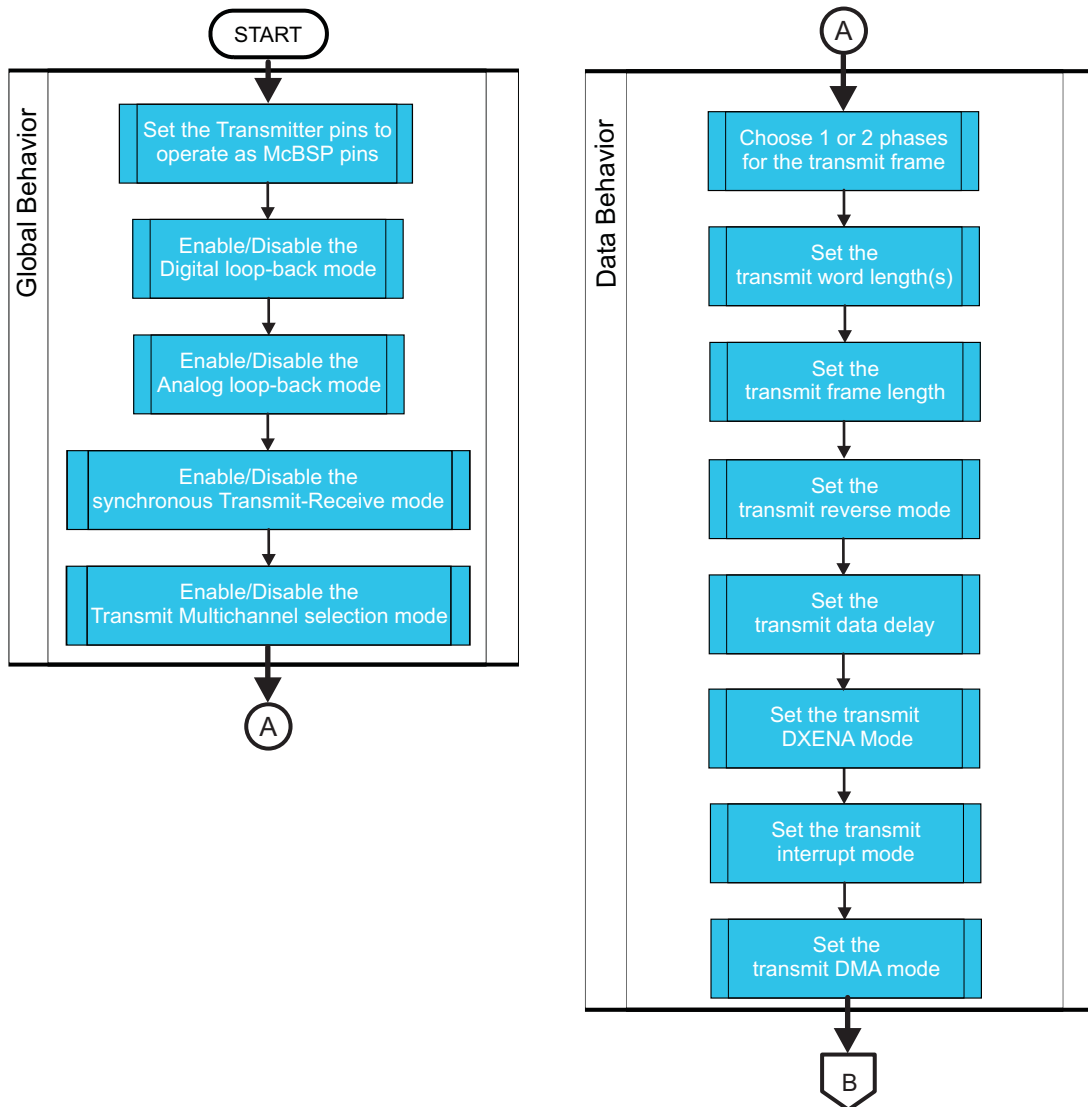 START
Global Behavior
Set the Transmitter pins to
operate as McBSP pins
Enable/Disable the
Digital loop-back mode
Enable/Disable the
Analog loop-back mode
Enable/Disable the
synchronous Transmit-Receive mode
Enable/Disable the
Transmit Multichannel selection mode
A
A
Data Behavior
Choose 1 or 2 phases
for the transmit frame
Set the
transmit word length(s)
Set the
transmit frame length
Set the
transmit reverse mode
Set the
transmit data delay
Set the transmit
DXENA Mode
Set the transmit
interrupt mode
Set the
transmit DMA mode
B